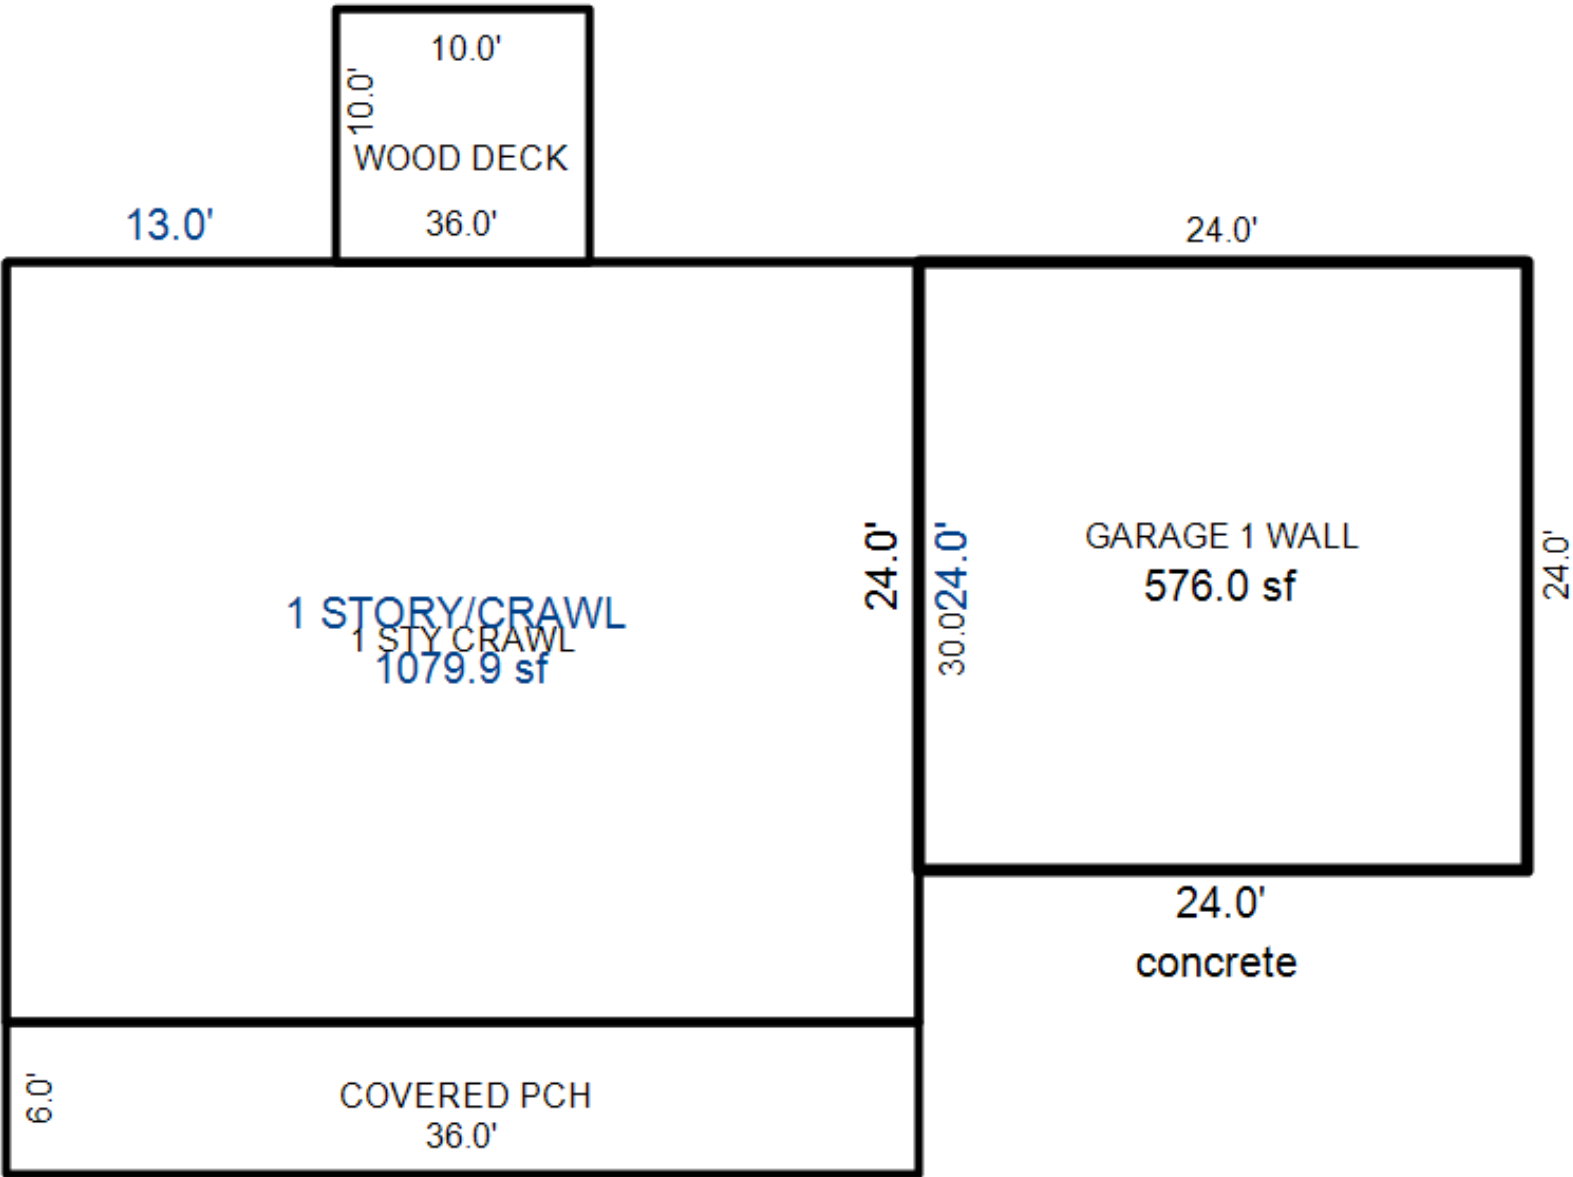 10.0'
10.0'
WOOD DECK
13.0'
36.0'
24.0'
24.0'
24.0'
30.0'
GARAGE 1 WALL
576.0 sf
24.0'
1 STORY/CRAWL
1 STY CRAWL
1079.9 sf
24.0'
concrete
6.0'
COVERED PCH
36.0'